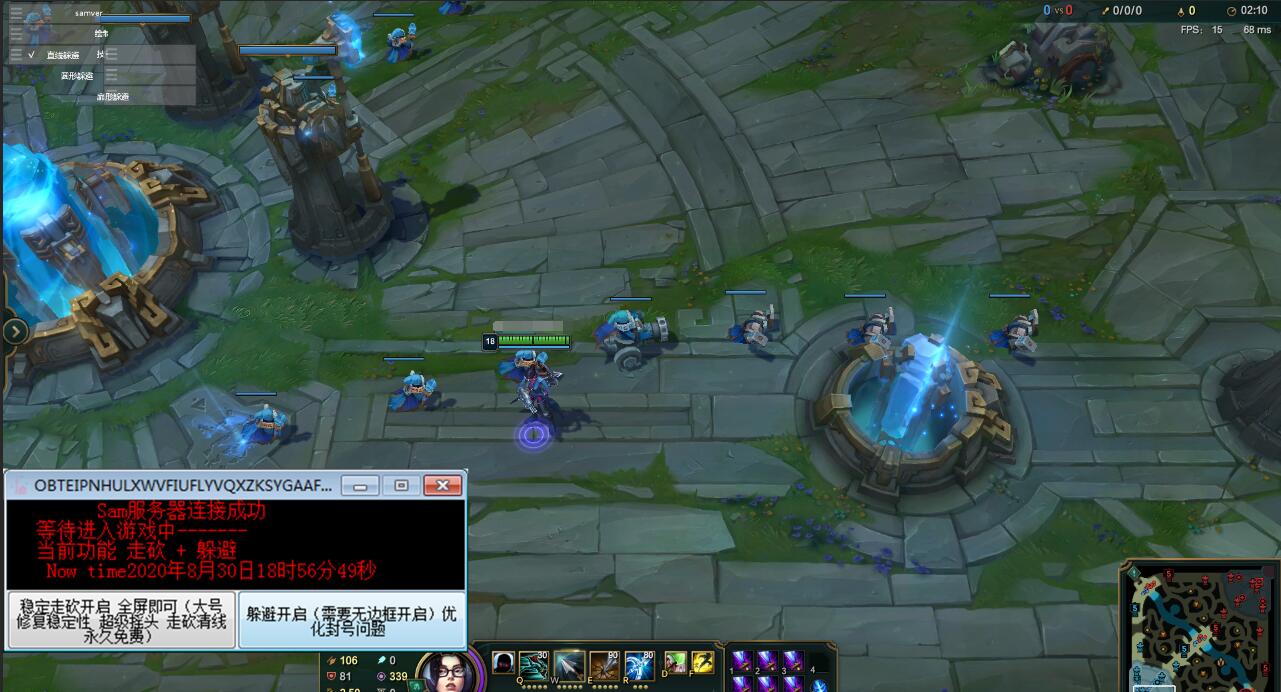 samver
0 vs 0
0/0/0
0
02:10
绘制
FPS: 15 68 ms
✓ 直线躲避
圆形躲避
扇形躲避
18
OBTEIPNHULXWVFIUFLYVQXZKSYGAAF...
Sam服务器连接成功
等待进入游戏中-------
当前功能 走砍 + 躲避
Now time2020年8月30日18时56分49秒
稳定走砍开启 全屏即可（大号
修复稳定性 超级摇头 走砍清线
永久免费）
躲避开启（需要无边框开启）优
化封号问题
106 0
81 339
30 90 80
Q W E R D F
1 2 3 4